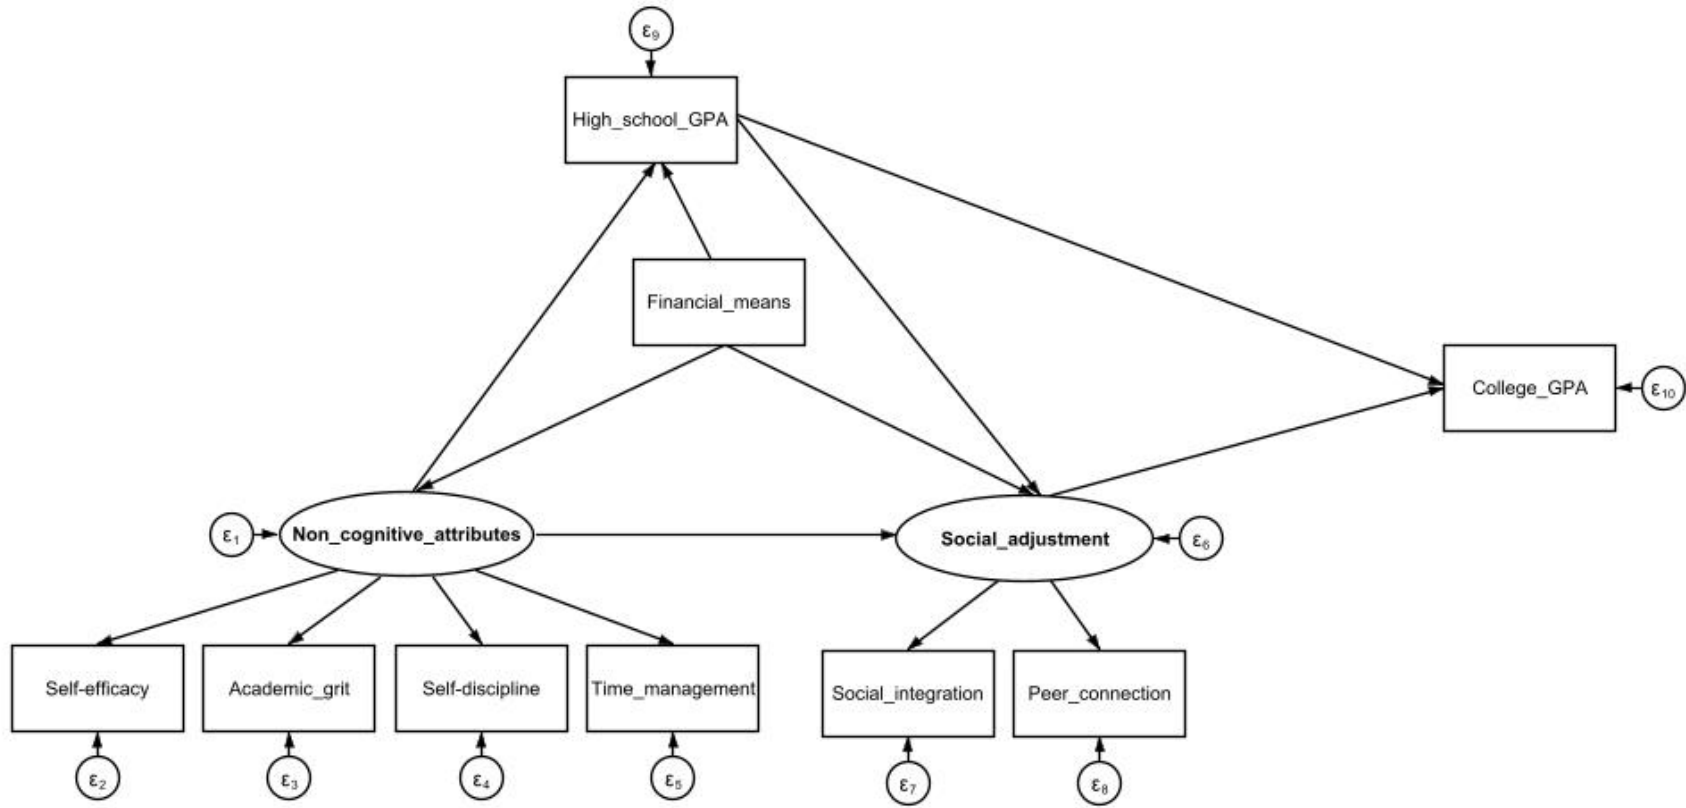 ε₉
High_school_GPA
Financial_means
College_GPA
ε₁₀
ε₁
Non_cognitive_attributes
Social_adjustment
ε₆
Self-efficacy
Academic_grit
Self-discipline
Time_management
Social_integration
Peer_connection
ε₂
ε₃
ε₄
ε₅
ε₇
ε₈